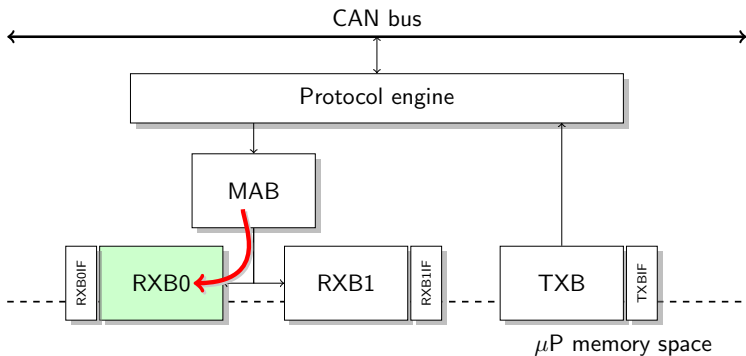 CAN bus
Protocol engine
MAB
RXB0IF
RXB0
RXB1
RXB1IF
TXB
TXBIF
μP memory space